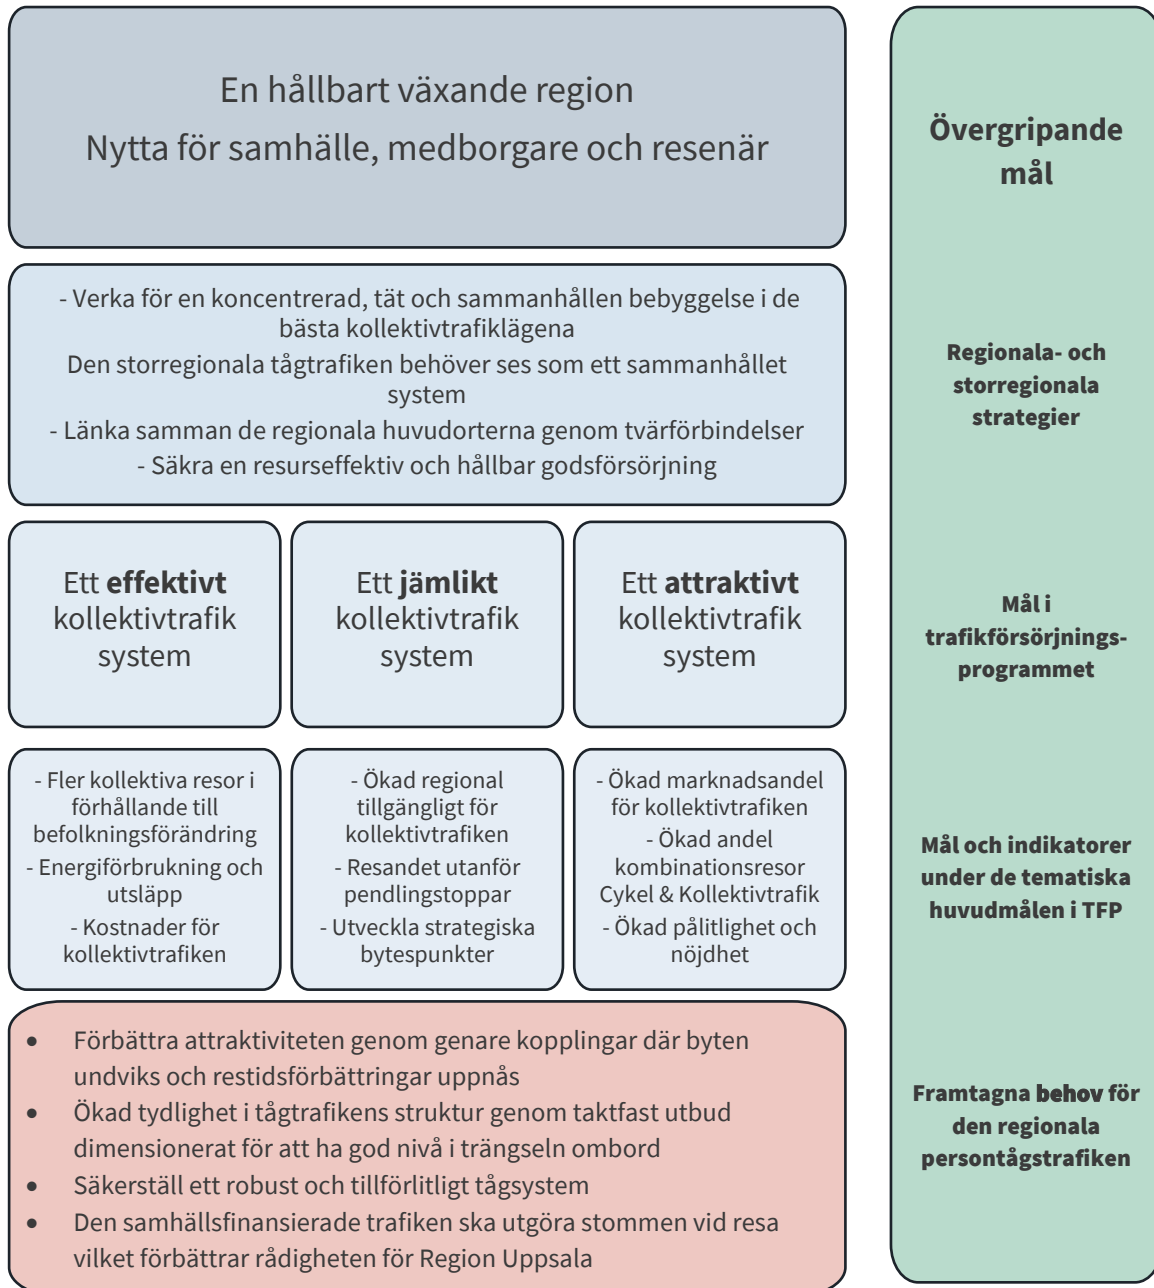 En hållbart växande region
Nytta för samhälle, medborgare och resenär
Övergripande
mål
- Verka för en koncentrerad, tät och sammanhållen bebyggelse i de
bästa kollektivtrafiklägena
Den storregionala tågtrafiken behöver ses som ett sammanhållet
system
- Länka samman de regionala huvudorterna genom tvärförbindelser
- Säkra en resurseffektiv och hållbar godsförsörjning
Regionala- och
storregionala
strategier
Ett effektivt
kollektivtrafik
system
Ett jämlikt
kollektivtrafik
system
Ett attraktivt
kollektivtrafik
system
Mål i
trafikförsörjnings-
programmet
- Fler kollektiva resor i
förhållande till
befolkningsförändring
- Energiförbrukning och
utsläpp
- Kostnader för
kollektivtrafiken
- Ökad regional
tillgängligt för
kollektivtrafiken
- Resandet utanför
pendlingstoppar
- Utveckla strategiska
bytespunkter
- Ökad marknadsandel
för kollektivtrafiken
- Ökad andel
kombinationsresor
Cykel & Kollektivtrafik
- Ökad pålitlighet och
nöjdhet
Mål och indikatorer
under de tematiska
huvudmålen i TFP
• Förbättra attraktiviteten genom genare kopplingar där byten
undviks och restidsförbättringar uppnås
• Ökad tydlighet i tågtrafikens struktur genom taktfast utbud
dimensionerat för att ha god nivå i trängseln ombord
• Säkerställ ett robust och tillförlitligt tågsystem
• Den samhällsfinansierade trafiken ska utgöra stommen vid resa
vilket förbättrar rådigheten för Region Uppsala
Framtagna behov för
den regionala
persontågstrafiken